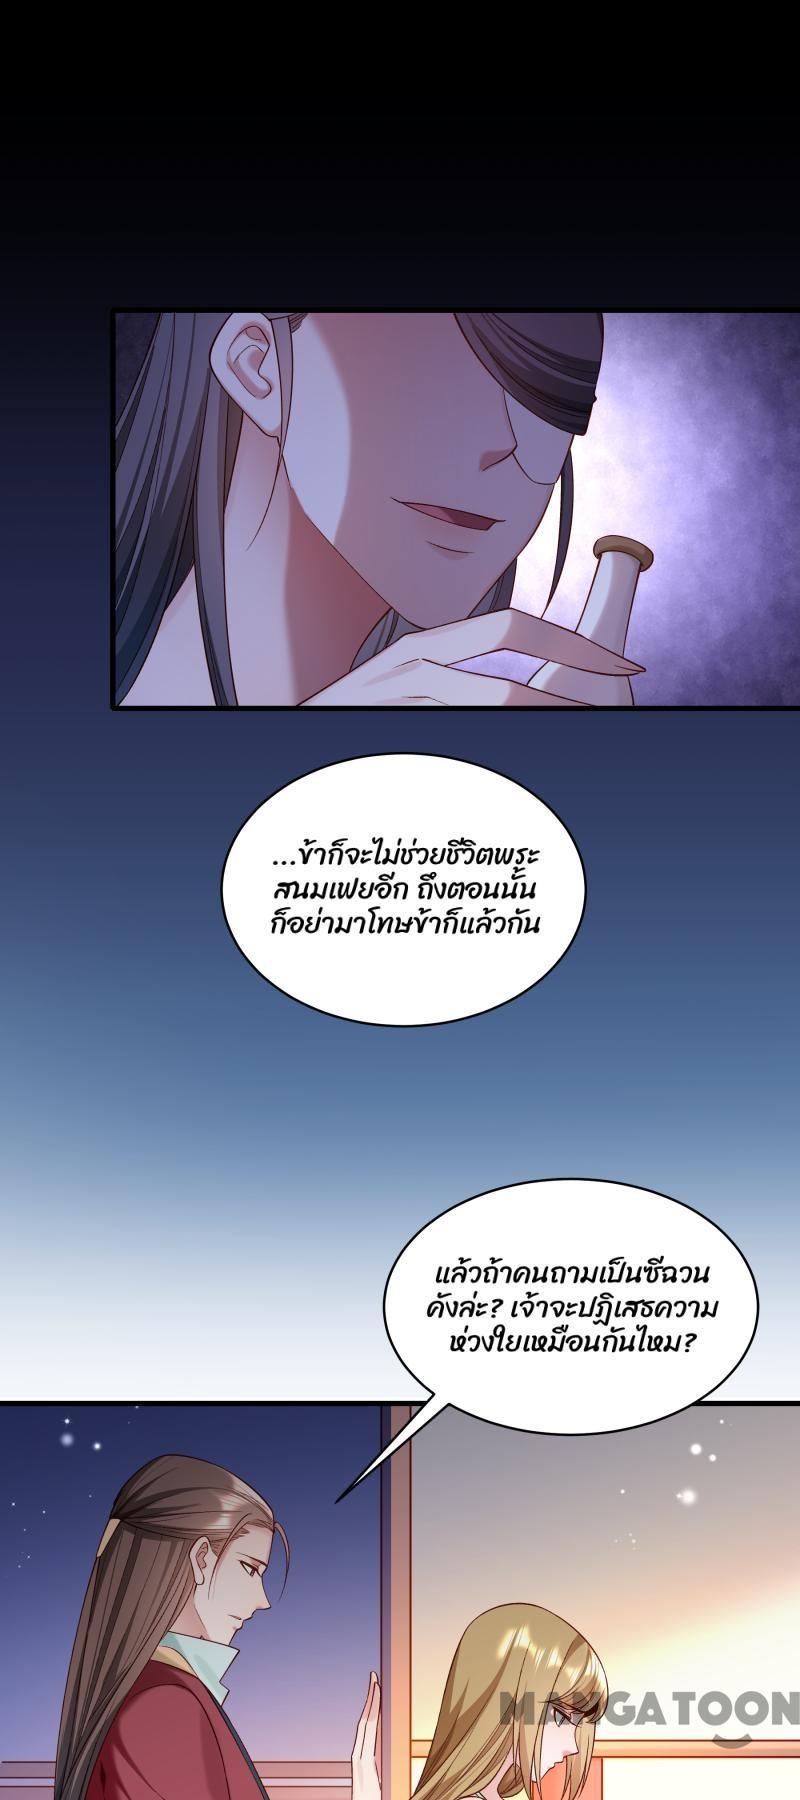 ...ข้าก็จะไม่ช่วยชีวิตพระ
สนมเฟยอีก ถึงตอนนั้น
ก็อย่ามาโทษข้าก็แล้วกัน
แล้วถ้าคนถามเป็นซีฉวน
คังล่ะ? เจ้าจะปฏิเสธความ
ห่วงใยเหมือนกันไหม?
MANGATOON